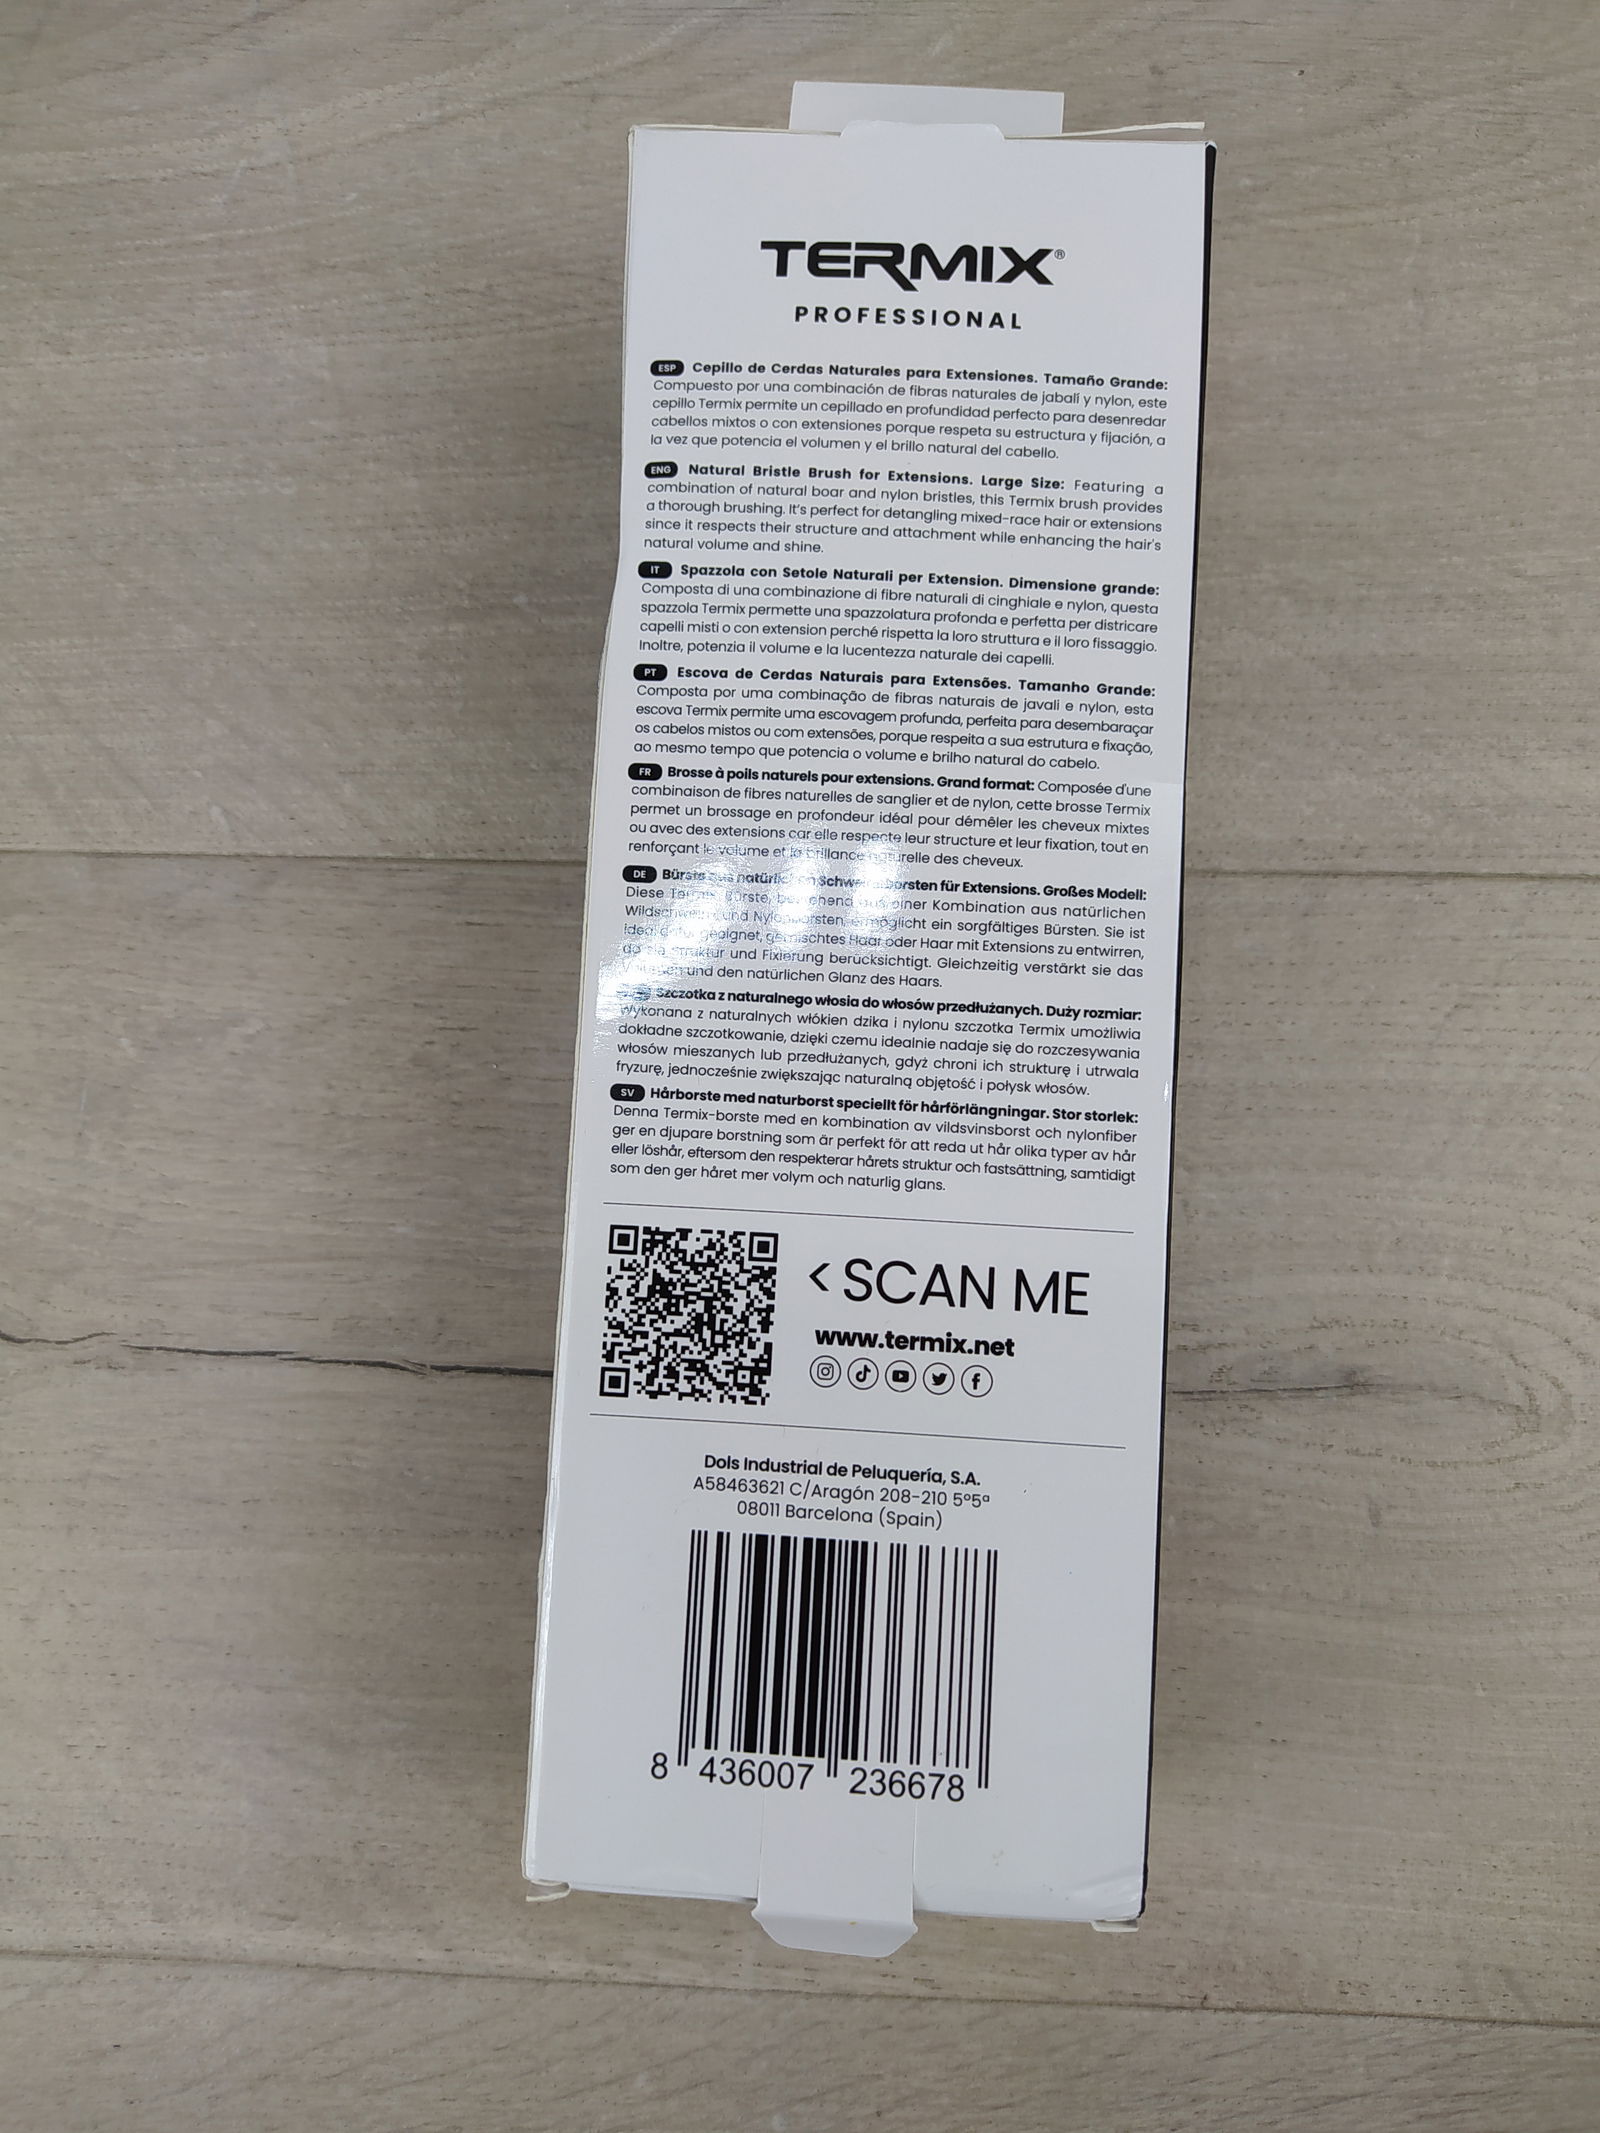 TERMIX®
PROFESSIONAL
ESP Cepillo de Cerdas Naturales para Extensiones. Tamaño Grande:
Compuesto por una combinación de fibras naturales de jabalí y nylon, este
cepillo Termix permite un cepillado en profundidad perfecto para desenredar
cabellos mixtos o con extensiones porque respeta su estructura y fijación, a
la vez que potencia el volumen y el brillo natural del cabello.
ENG Natural Bristle Brush for Extensions. Large Size: Featuring a
combination of natural boar and nylon bristles, this Termix brush provides
a thorough brushing. It's perfect for detangling mixed-race hair or extensions
since it respects their structure and attachment while enhancing the hair's
natural volume and shine.
IT Spazzola con Setole Naturali per Extension. Dimensione grande:
Composta di una combinazione di fibre naturali di cinghiale e nylon, questa
spazzola Termix permette una spazzolatura profonda e perfetta per districare
capelli misti o con extension perché rispetta la loro struttura e il loro fissaggio.
Inoltre, potenzia il volume e la lucentezza naturale dei capelli.
PT Escova de Cerdas Naturais para Extensões. Tamanho Grande:
Composta por uma combinação de fibras naturais de javali e nylon, esta
escova Termix permite uma escovagem profunda, perfeita para desembaraçar
os cabelos mistos ou com extensões, porque respeita a sua estrutura e fixação,
ao mesmo tempo que potencia o volume e brilho natural do cabelo.
FR Brosse à poils naturels pour extensions. Grand format: Composée d'une
combinaison de fibres naturelles de sanglier et de nylon, cette brosse Termix
permet un brossage en profondeur idéal pour démêler les cheveux mixtes
ou avec des extensions car elle respecte leur structure et leur fixation, tout en
renforçant le volume et la brillance naturelle des cheveux.
DE Bürste für Extensions. Großes Modell:
Diese einer Kombination aus natürlichen
und ermöglicht ein sorgfältiges Bürsten. Sie ist
geeignet, gemischtes Haar oder Haar mit Extensions zu entwirren,
da sie Struktur und Fixierung berücksichtigt. Gleichzeitig verstärkt sie das
und den natürlichen Glanz des Haars.
Szczotka z naturalnego włosia do włosów przedłużanych. Duży rozmiar:
Wykonana z naturalnych włókien dzika i nylonu szczotka Termix umożliwia
dokładne szczotkowanie, dzięki czemu idealnie nadaje się do rozczesywania
włosów mieszanych lub przedłużanych, gdyż chroni ich strukturę i utrwala
fryzurę, jednocześnie zwiększając naturalną objętość i połysk włosów.
SV Hårborste med naturborst speciellt för hårförlängningar. Stor storlek:
Denna Termix-borste med en kombination av vildsvinsborst och nylonfiber
ger en djupare borstning som är perfekt för att reda ut hår olika typer av hår
eller löshår, eftersom den respekterar hårets struktur och fastsättning, samtidigt
som den ger håret mer volym och naturlig glans.
< SCAN ME
www.termix.net
Dols Industrial de Peluquería, S.A.
A58463621 C/Aragón 208-210 5º5ª
08011 Barcelona (Spain)
8 436007 236678